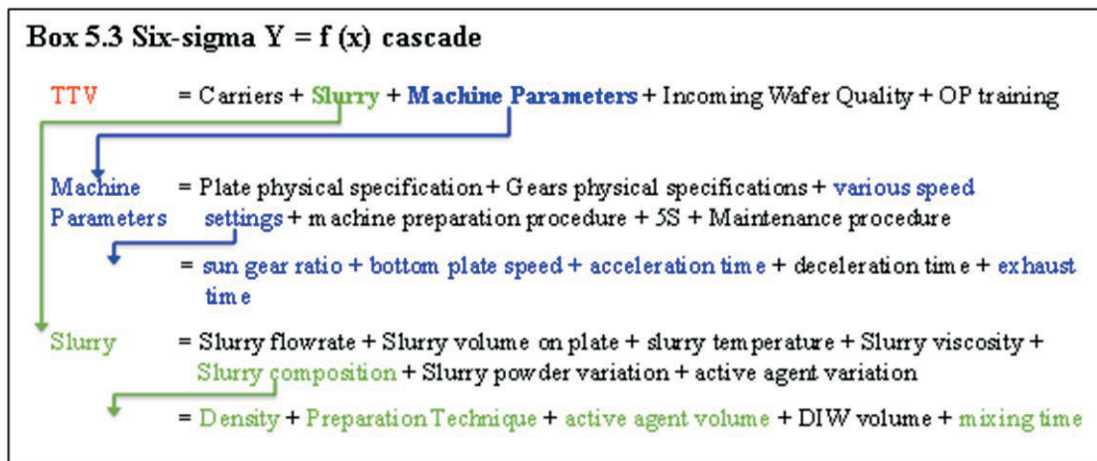 Box 5.3 Six-sigma Y = f (x) cascade
TTV = Carriers + Slurry + Machine Parameters + Incoming Wafer Quality + OP training
Machine = Plate physical specification + Gears physical specifications + various speed
Parameters settings + machine preparation procedure + 5S + Maintenance procedure
= sun gear ratio + bottom plate speed + acceleration time + deceleration time + exhaust
time
Slurry = Slurry flowrate + Slurry volume on plate + slurry temperature + Slurry viscosity +
Slurry composition + Slurry powder variation + active agent variation
= Density + Preparation Technique + active agent volume + DIW volume + mixing time